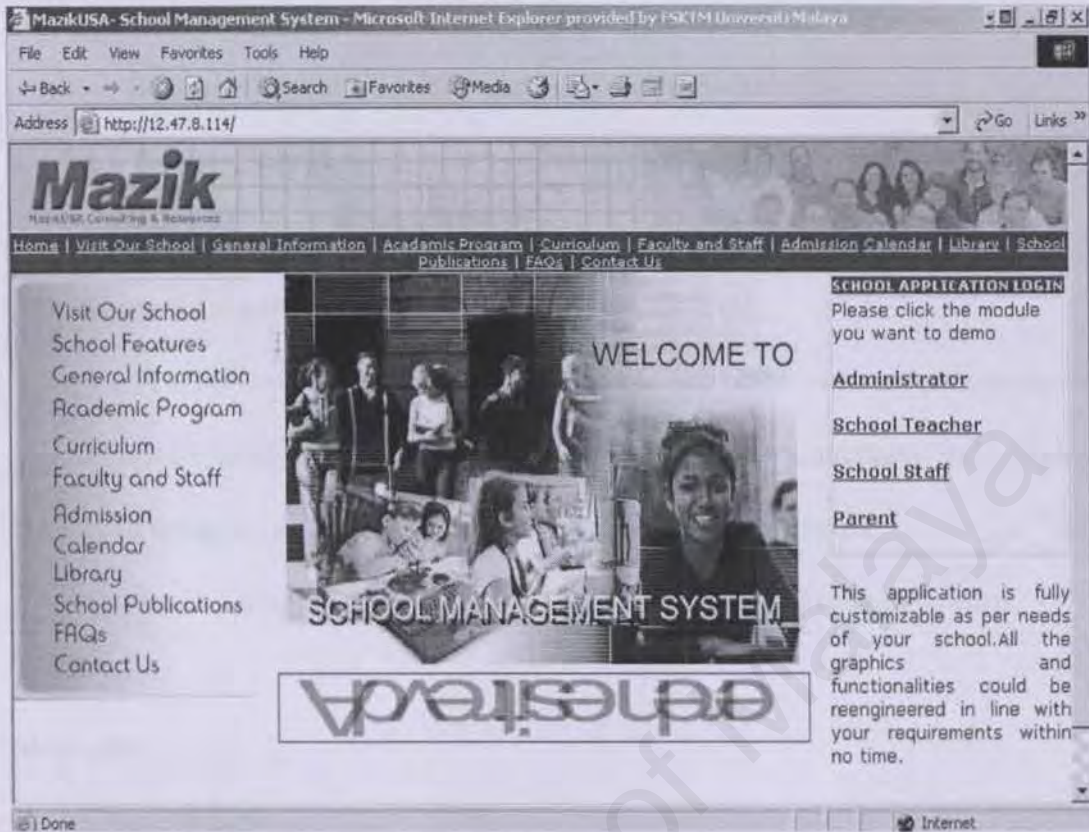 MazikUSA- School Management System - Microsoft Internet Explorer provided by FSKTM Universiti Malaya
File Edit View Favorites Tools Help
Back Search Favorites Media
Address http://12.47.8.114/ Go Links »
Mazik
MazikUSA Consulting & Resources
Home | Visit Our School | General Information | Acadamic Program | Curriculum | Faculty and Staff | Admission Calendar | Library | School
Publications | FAQs | Contact Us
Visit Our School
School Features
General Information
Academic Program
Curriculum
Faculty and Staff
Admission
Calendar
Library
School Publications
FAQs
Contact Us
WELCOME TO
SCHOOL MANAGEMENT SYSTEM
SCHOOL APPLICATION LOGIN
Please click the module
you want to demo
Administrator
School Teacher
School Staff
Parent
This application is fully
customizable as per needs
of your school.All the
graphics and
functionalities could be
reengineered in line with
your requirements within
no time.
Done
Internet
of Malaya